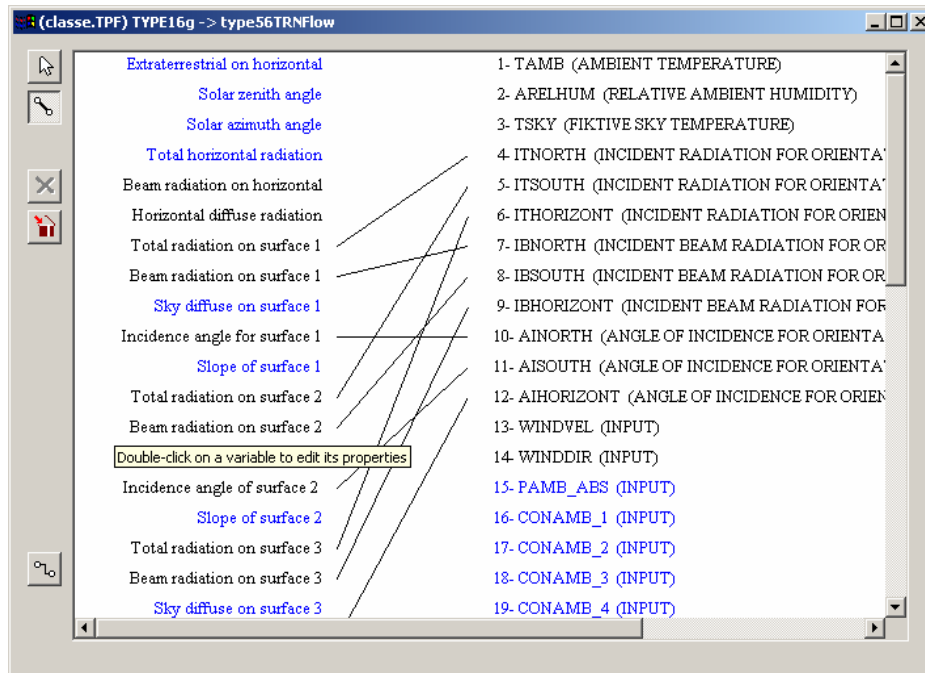 (classe.TPF) TYPE16g -> type56TRNFlow
Extraterrestrial on horizontal
Solar zenith angle
Solar azimuth angle
Total horizontal radiation
Beam radiation on horizontal
Horizontal diffuse radiation
Total radiation on surface 1
Beam radiation on surface 1
Sky diffuse on surface 1
Incidence angle for surface 1
Slope of surface 1
Total radiation on surface 2
Beam radiation on surface 2
Double-click on a variable to edit its properties
Incidence angle of surface 2
Slope of surface 2
Total radiation on surface 3
Beam radiation on surface 3
Sky diffuse on surface 3
1- TAMB (AMBIENT TEMPERATURE)
2- ARELHUM (RELATIVE AMBIENT HUMIDITY)
3- TSKY (FIKTIVE SKY TEMPERATURE)
4- ITNORTH (INCIDENT RADIATION FOR ORIENTA
5- ITSOUTH (INCIDENT RADIATION FOR ORIENTA
6- ITHORIZONT (INCIDENT RADIATION FOR ORIEN
7- IBNORTH (INCIDENT BEAM RADIATION FOR OR
8- IBSOUTH (INCIDENT BEAM RADIATION FOR OR
9- IBHORIZONT (INCIDENT BEAM RADIATION FOR
10- AINORTH (ANGLE OF INCIDENCE FOR ORIENTA
11- AISOUTH (ANGLE OF INCIDENCE FOR ORIENTA
12- AIHORIZONT (ANGLE OF INCIDENCE FOR ORIEN
13- WINDVEL (INPUT)
14- WINDDIR (INPUT)
15- PAMB_ABS (INPUT)
16- CONAMB_1 (INPUT)
17- CONAMB_2 (INPUT)
18- CONAMB_3 (INPUT)
19- CONAMB_4 (INPUT)